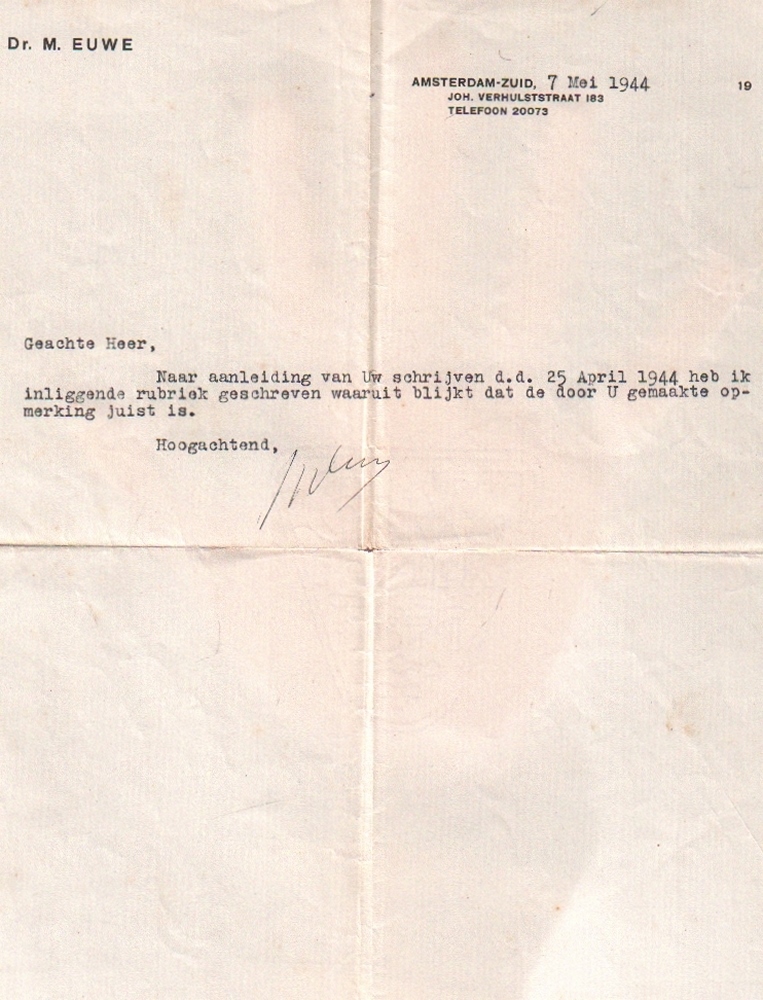 Dr. M. EUWE
AMSTERDAM-ZUID, 7 Mei 1944 19
JOH. VERHULSTSTRAAT 183
TELEFOON 20073
Geachte Heer,
Naar aanleiding van Uw schrijven d.d. 25 April 1944 heb ik
inliggende rubriek geschreven waaruit blijkt dat de door U gemaakte op-
merking juist is.
Hoogachtend,